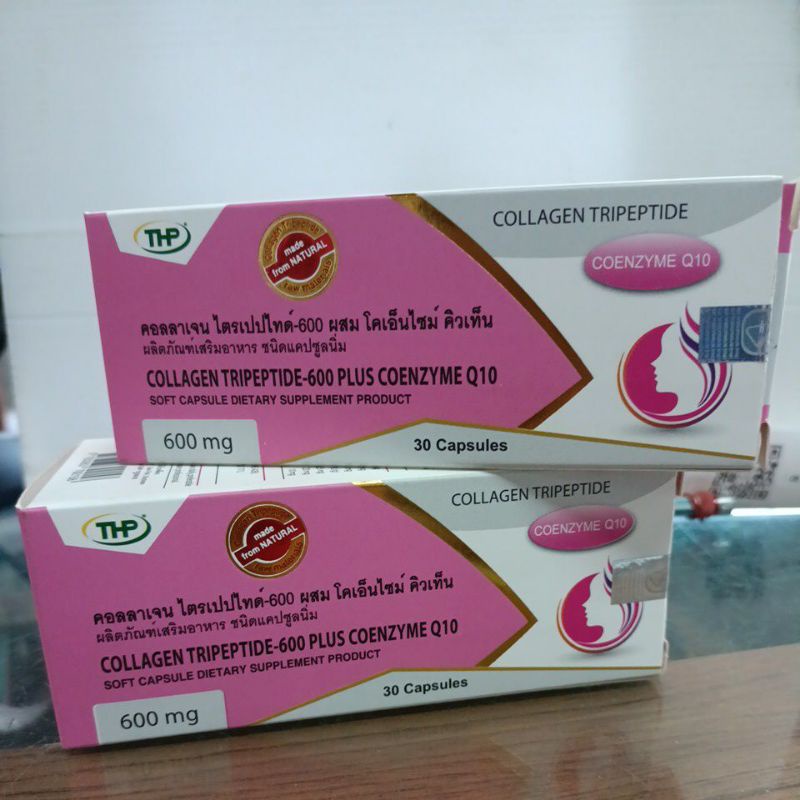 THP
made
from NATURAL
raw materials
COLLAGEN TRIPEPTIDE
COENZYME Q10
คอลลาเจน ไตรเปปไทด์-600 ผสม โคเอ็นไซม์ คิวเท็น
ผลิตภัณฑ์เสริมอาหาร ชนิดแคปซูลนิ่ม
COLLAGEN TRIPEPTIDE-600 PLUS COENZYME Q10
SOFT CAPSULE DIETARY SUPPLEMENT PRODUCT
600 mg
30 Capsules
THP
made
from NATURAL
raw materials
COLLAGEN TRIPEPTIDE
COENZYME Q10
คอลลาเจน ไตรเปปไทด์-600 ผสม โคเอ็นไซม์ คิวเท็น
ผลิตภัณฑ์เสริมอาหาร ชนิดแคปซูลนิ่ม
COLLAGEN TRIPEPTIDE-600 PLUS COENZYME Q10
SOFT CAPSULE DIETARY SUPPLEMENT PRODUCT
600 mg
30 Capsules